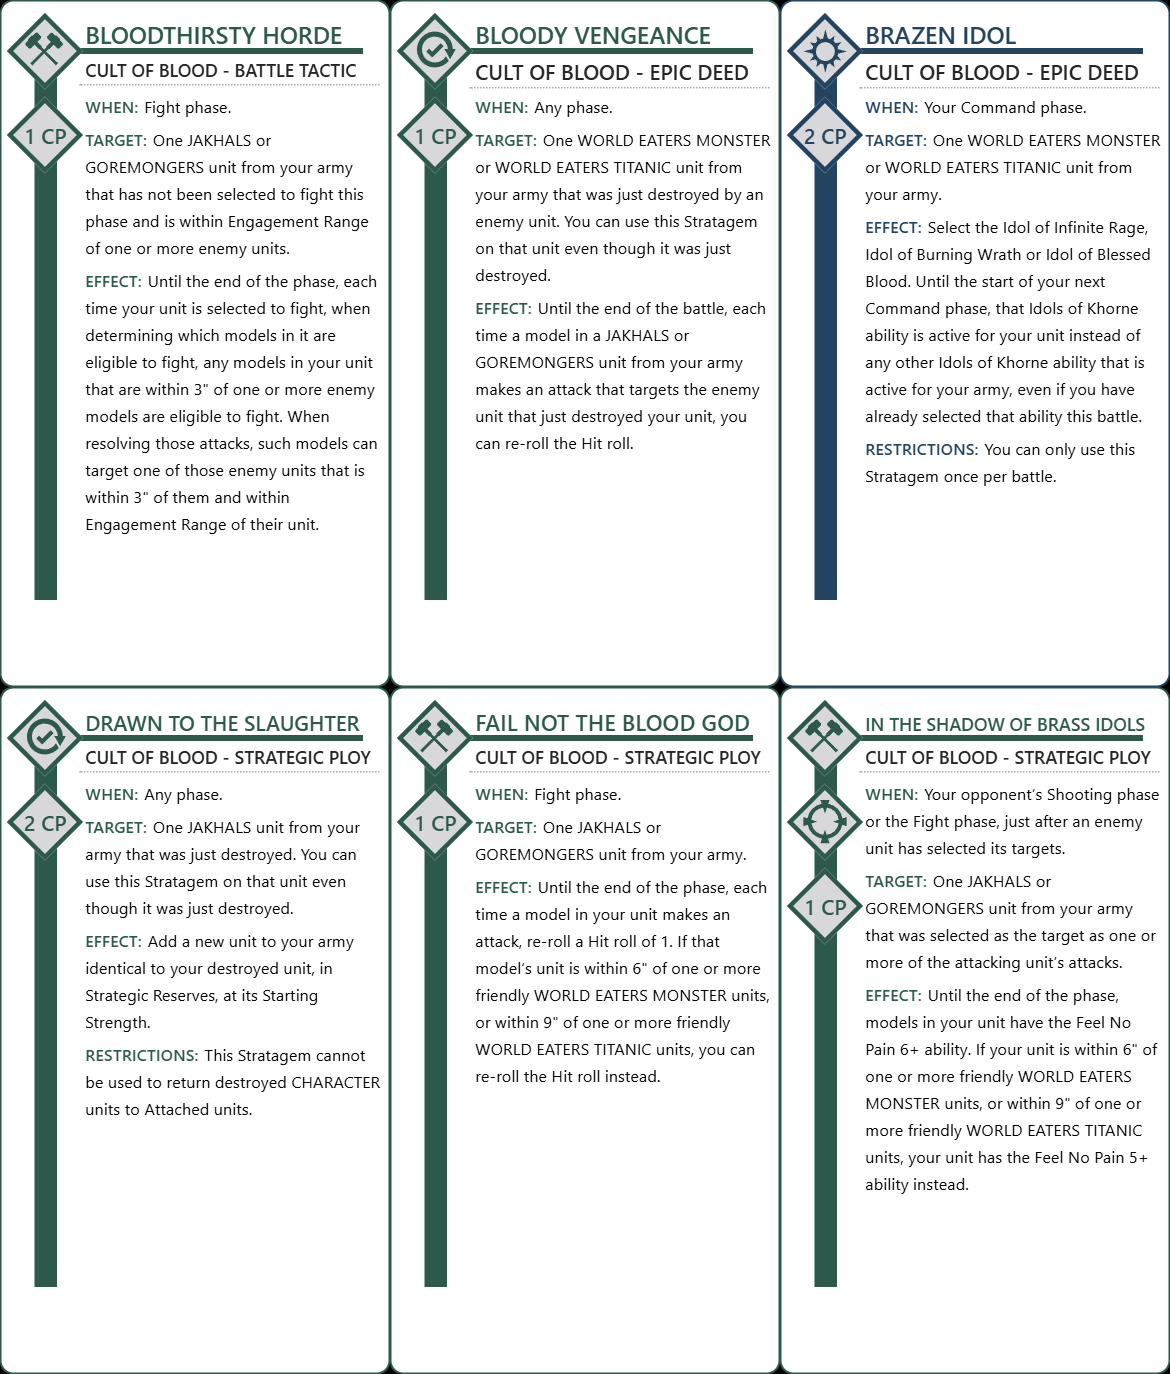 BLOODTHIRSTY HORDE
CULT OF BLOOD - BATTLE TACTIC
1 CP
WHEN: Fight phase.
TARGET: One JAKHALS or
GOREMONGERS unit from your army
that has not been selected to fight this
phase and is within Engagement Range
of one or more enemy units.
EFFECT: Until the end of the phase, each
time your unit is selected to fight, when
determining which models in it are
eligible to fight, any models in your unit
that are within 3" of one or more enemy
models are eligible to fight. When
resolving those attacks, such models can
target one of those enemy units that is
within 3" of them and within
Engagement Range of their unit.
BLOODY VENGEANCE
CULT OF BLOOD - EPIC DEED
1 CP
WHEN: Any phase.
TARGET: One WORLD EATERS MONSTER
or WORLD EATERS TITANIC unit from
your army that was just destroyed by an
enemy unit. You can use this Stratagem
on that unit even though it was just
destroyed.
EFFECT: Until the end of the battle, each
time a model in a JAKHALS or
GOREMONGERS unit from your army
makes an attack that targets the enemy
unit that just destroyed your unit, you
can re-roll the Hit roll.
BRAZEN IDOL
CULT OF BLOOD - EPIC DEED
2 CP
WHEN: Your Command phase.
TARGET: One WORLD EATERS MONSTER
or WORLD EATERS TITANIC unit from
your army.
EFFECT: Select the Idol of Infinite Rage,
Idol of Burning Wrath or Idol of Blessed
Blood. Until the start of your next
Command phase, that Idols of Khorne
ability is active for your unit instead of
any other Idols of Khorne ability that is
active for your army, even if you have
already selected that ability this battle.
RESTRICTIONS: You can only use this
Stratagem once per battle.
DRAWN TO THE SLAUGHTER
CULT OF BLOOD - STRATEGIC PLOY
2 CP
WHEN: Any phase.
TARGET: One JAKHALS unit from your
army that was just destroyed. You can
use this Stratagem on that unit even
though it was just destroyed.
EFFECT: Add a new unit to your army
identical to your destroyed unit, in
Strategic Reserves, at its Starting
Strength.
RESTRICTIONS: This Stratagem cannot
be used to return destroyed CHARACTER
units to Attached units.
FAIL NOT THE BLOOD GOD
CULT OF BLOOD - STRATEGIC PLOY
1 CP
WHEN: Fight phase.
TARGET: One JAKHALS or
GOREMONGERS unit from your army.
EFFECT: Until the end of the phase, each
time a model in your unit makes an
attack, re-roll a Hit roll of 1. If that
model's unit is within 6" of one or more
friendly WORLD EATERS MONSTER units,
or within 9" of one or more friendly
WORLD EATERS TITANIC units, you can
re-roll the Hit roll instead.
IN THE SHADOW OF BRASS IDOLS
CULT OF BLOOD - STRATEGIC PLOY
1 CP
WHEN: Your opponent's Shooting phase
or the Fight phase, just after an enemy
unit has selected its targets.
TARGET: One JAKHALS or
GOREMONGERS unit from your army
that was selected as the target as one or
more of the attacking unit's attacks.
EFFECT: Until the end of the phase,
models in your unit have the Feel No
Pain 6+ ability. If your unit is within 6" of
one or more friendly WORLD EATERS
MONSTER units, or within 9" of one or
more friendly WORLD EATERS TITANIC
units, your unit has the Feel No Pain 5+
ability instead.